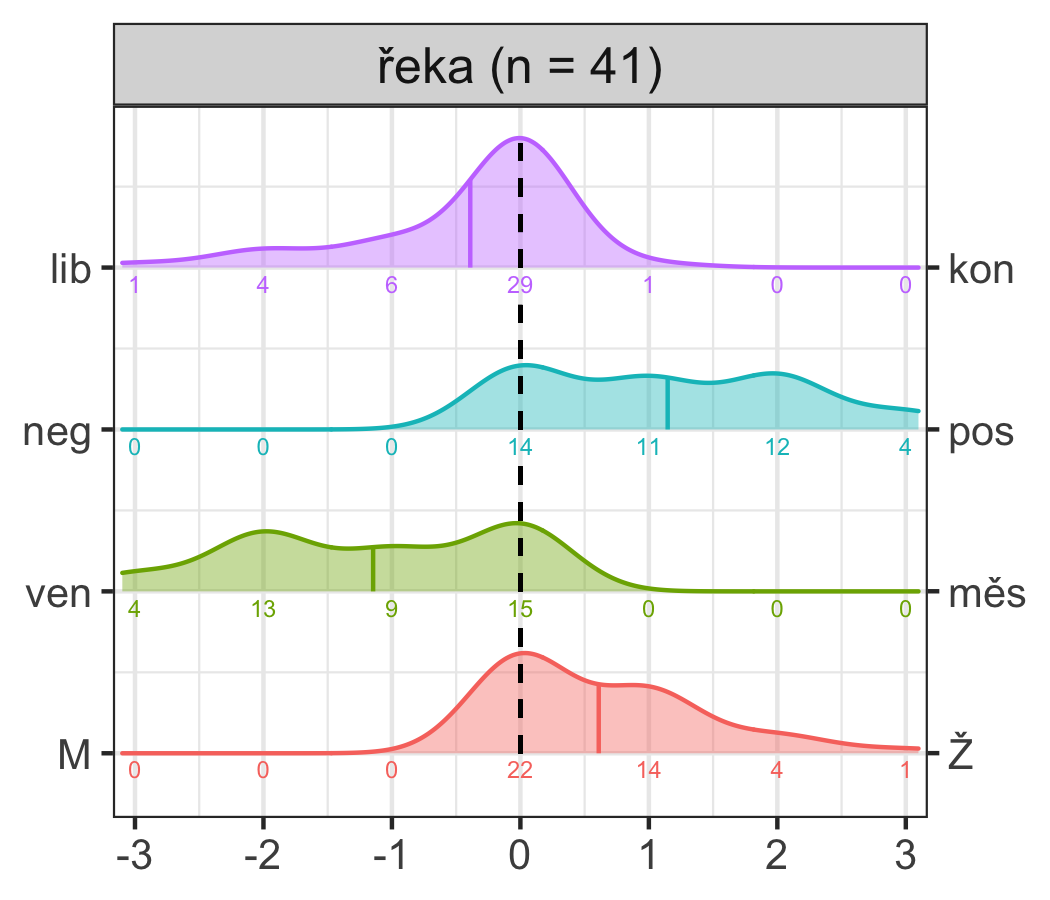 řeka (n = 41)
lib kon
1 4 6 29 1 0 0
neg pos
0 0 0 14 11 12 4
ven měs
4 13 9 15 0 0 0
M Ž
0 0 0 22 14 4 1
-3 -2 -1 0 1 2 3